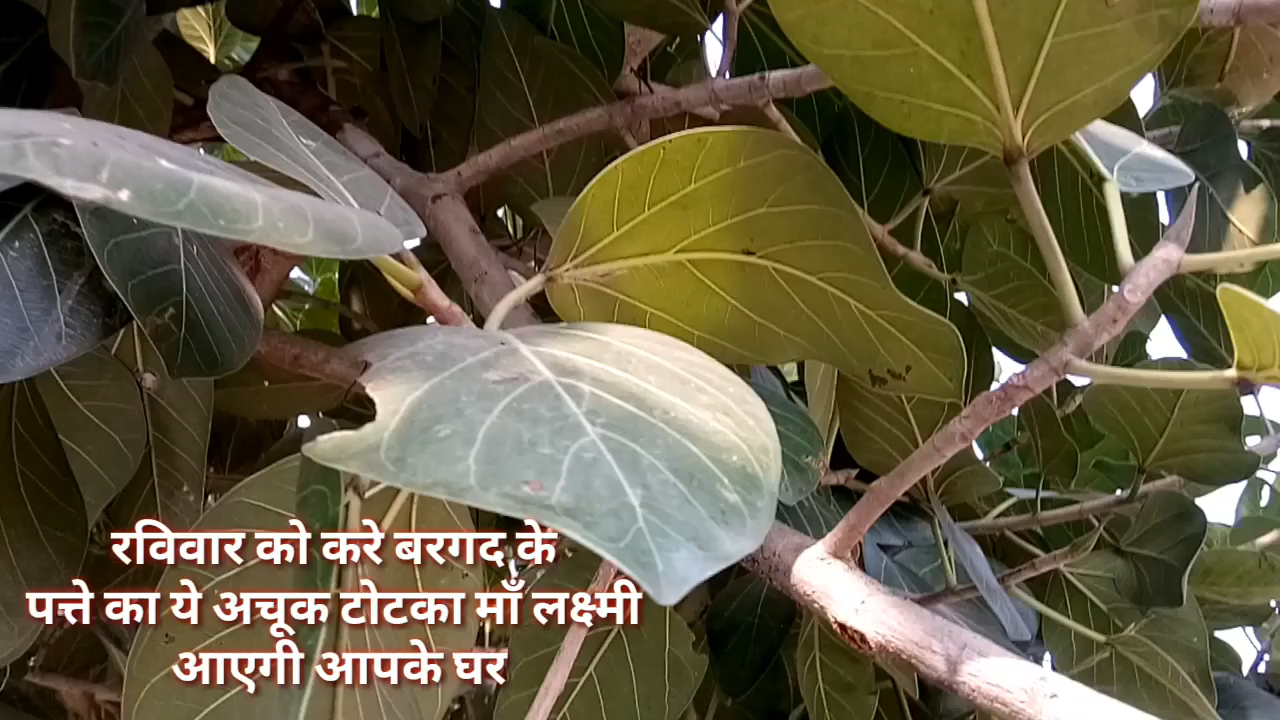 रविवार को करे बरगद के
पत्ते का ये अचूक टोटका माँ लक्ष्मी
आएगी आपके घर